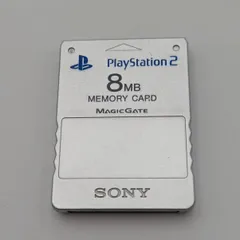 PlayStation 2
8MB
MEMORY CARD
MAGICGATE
SONY